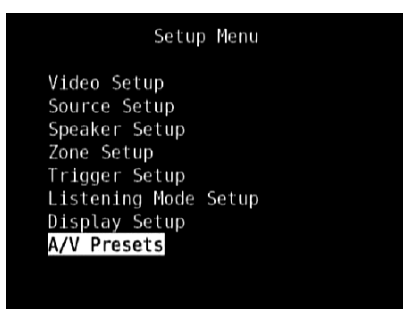 Setup Menu
Video Setup
Source Setup
Speaker Setup
Zone Setup
Trigger Setup
Listening Mode Setup
Display Setup
A/V Presets